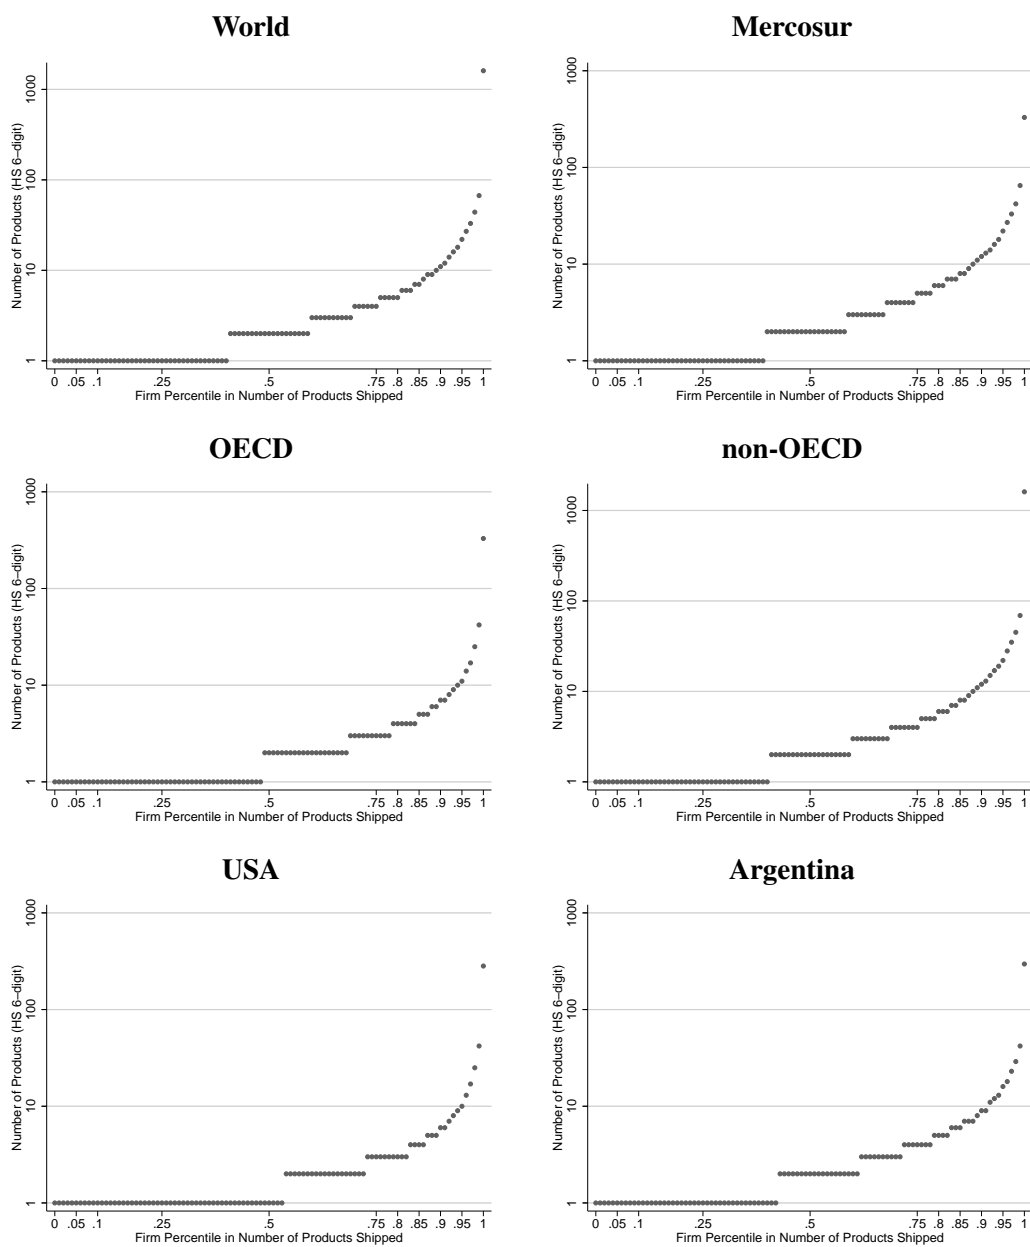 World
Mercosur
Number of Products (HS 6−digit)
1000
100
10
1
0 .05 .1 .25 .5 .75 .8 .85 .9 .95 1
Firm Percentile in Number of Products Shipped
Number of Products (HS 6−digit)
1000
100
10
1
0 .05 .1 .25 .5 .75 .8 .85 .9 .95 1
Firm Percentile in Number of Products Shipped
OECD
non-OECD
Number of Products (HS 6−digit)
1000
100
10
1
0 .05 .1 .25 .5 .75 .8 .85 .9 .95 1
Firm Percentile in Number of Products Shipped
Number of Products (HS 6−digit)
1000
100
10
1
0 .05 .1 .25 .5 .75 .8 .85 .9 .95 1
Firm Percentile in Number of Products Shipped
USA
Argentina
Number of Products (HS 6−digit)
1000
100
10
1
0 .05 .1 .25 .5 .75 .8 .85 .9 .95 1
Firm Percentile in Number of Products Shipped
Number of Products (HS 6−digit)
1000
100
10
1
0 .05 .1 .25 .5 .75 .8 .85 .9 .95 1
Firm Percentile in Number of Products Shipped